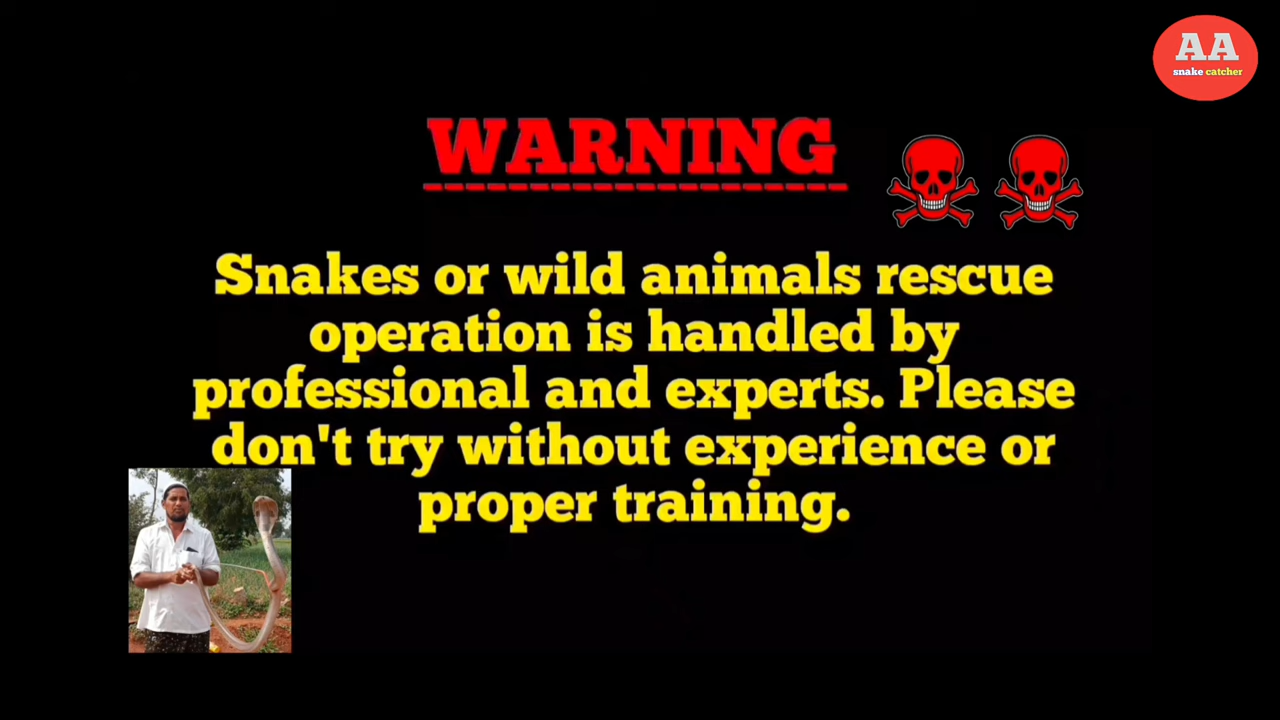 AA
snake catcher
WARNING
Snakes or wild animals rescue
operation is handled by
professional and experts. Please
don't try without experience or
proper training.